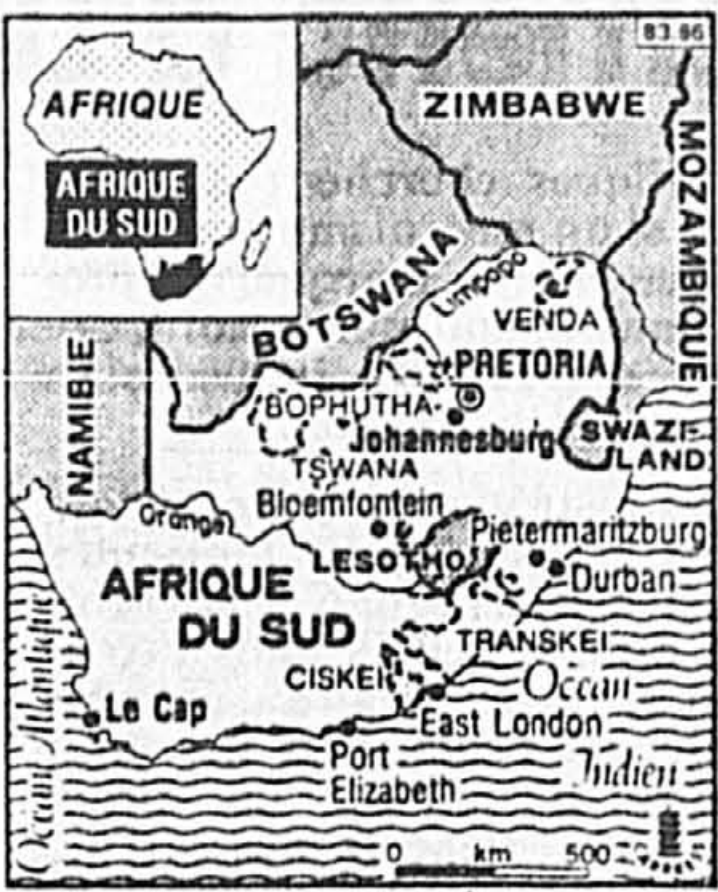 83.86
AFRIQUE
AFRIQUE
DU SUD
ZIMBABWE
MOZAMBIQUE
BOTSWANA
Limpopo
VENDA
NAMIBIE
PRETORIA
BOPHUTHA-
Johannesburg
TSWANA
SWAZI-
LAND
Bloemfontein
Orange
LESOTHO
Pietermaritzburg
Durban
AFRIQUE
DU SUD
TRANSKEI
CISKEI
Océan Atlantique
Océan
Indien
Le Cap
East London
Port
Elizabeth
0 km 500